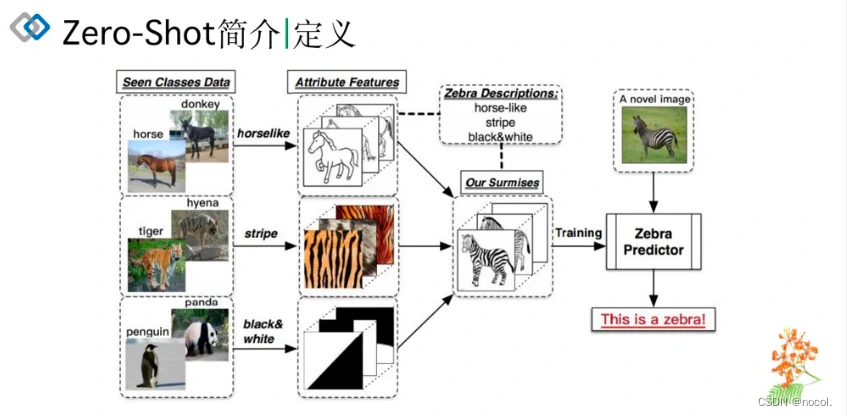 Zero-Shot简介|定义
Seen Classes Data
Attribute Features
Zebra Descriptions:
horse-like
stripe
black&white
A novel image
donkey
horse
horselike
hyena
tiger
stripe
Our Surmises
Training
Zebra
Predictor
panda
penguin
black&
white
This is a zebra!
CSDN @nocol.